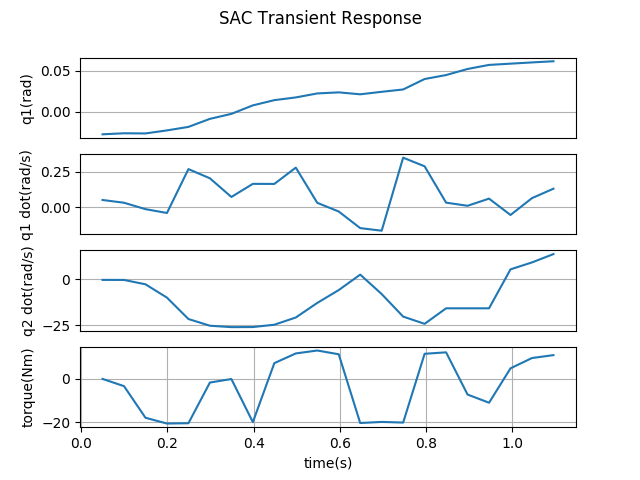 SAC Transient Response
q1(rad)
0.05
0.00
q1 dot(rad/s)
0.25
0.00
q2 dot(rad/s)
0
−25
torque(Nm)
0
−20
0.0 0.2 0.4 0.6 0.8 1.0
time(s)